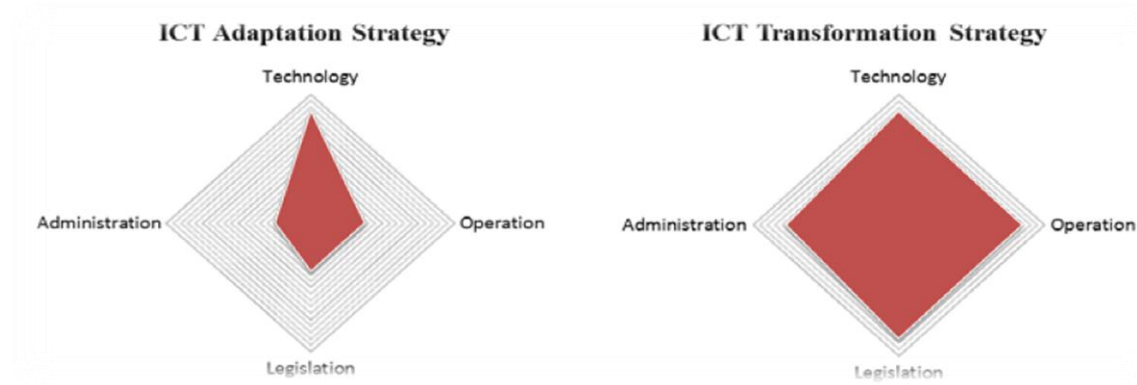 ICT Adaptation Strategy
Technology
Administration
Operation
Legislation
ICT Transformation Strategy
Technology
Administration
Operation
Legislation